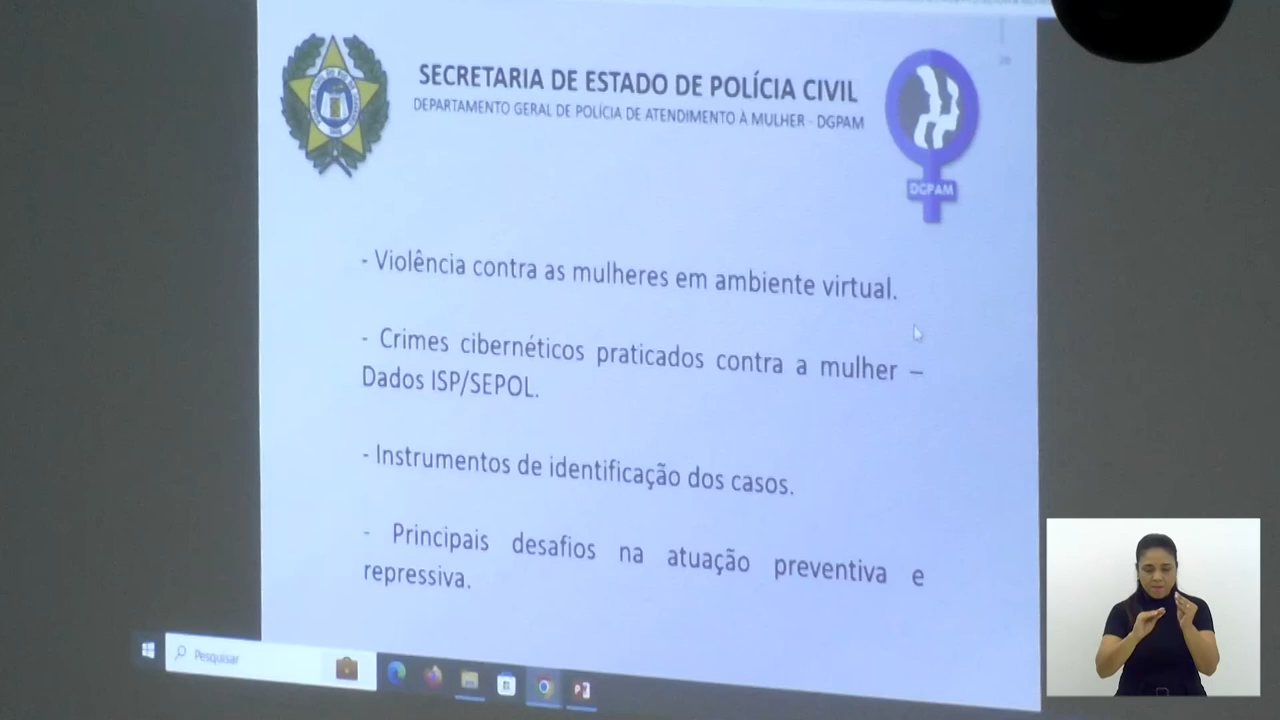 SECRETARIA DE ESTADO DE POLÍCIA CIVIL
DEPARTAMENTO GERAL DE POLÍCIA DE ATENDIMENTO À MULHER - DGPAM
DGPAM
- Violência contra as mulheres em ambiente virtual.
- Crimes cibernéticos praticados contra a mulher –
Dados ISP/SEPOL.
- Instrumentos de identificação dos casos.
- Principais desafios na atuação preventiva e
repressiva.
Pesquisar